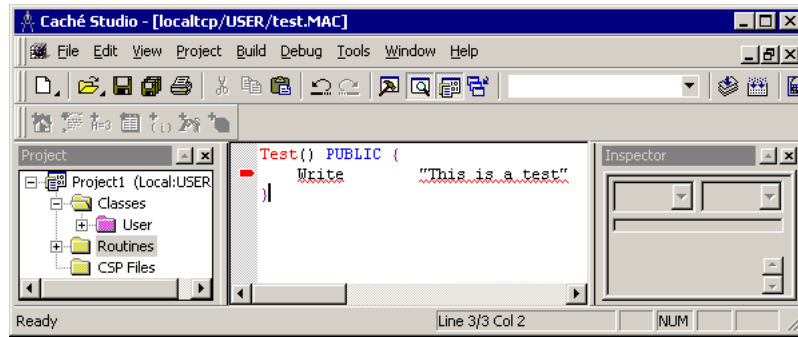 Caché Studio - [localtcp/USER/test.MAC]
File Edit View Project Build Debug Tools Window Help
Project
Project1 (Local:USER
Classes
User
Routines
CSP Files
Test() PUBLIC {
Write "This is a test"
}
Inspector
Ready Line 3/3 Col 2 NUM